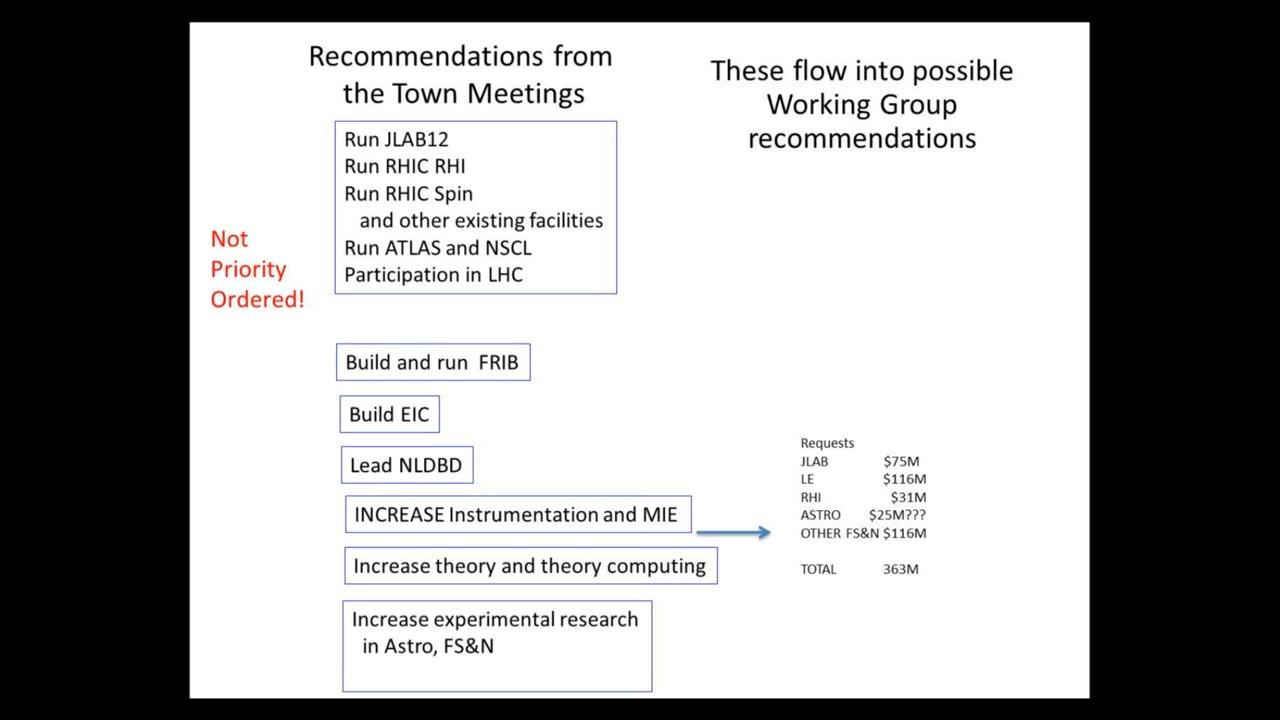 Recommendations from
the Town Meetings
These flow into possible
Working Group
recommendations
Run JLAB12
Run RHIC RHI
Run RHIC Spin
and other existing facilities
Run ATLAS and NSCL
Participation in LHC
Not
Priority
Ordered!
Build and run FRIB
Build EIC
Lead NLDBD
INCREASE Instrumentation and MIE
Increase theory and theory computing
Increase experimental research
in Astro, FS&N
Requests
JLAB $75M
LE $116M
RHI $31M
ASTRO $25M???
OTHER FS&N $116M
TOTAL 363M